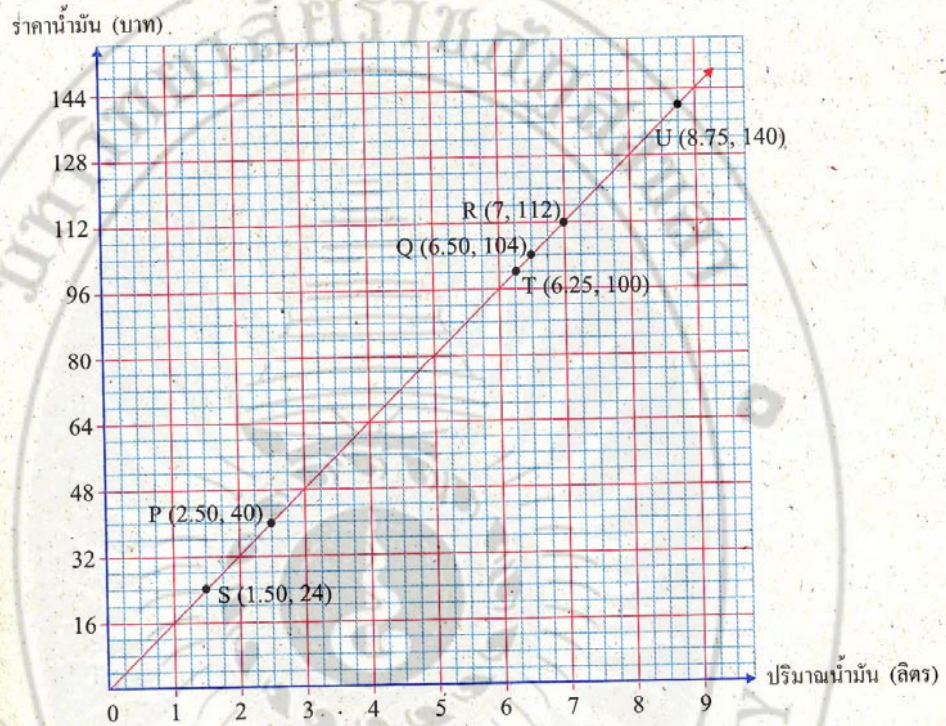 ราคาน้ำมัน (บาท)
144
U (8.75, 140)
128
R (7, 112)
112
Q (6.50, 104)
T (6.25, 100)
96
80
64
48
P (2.50, 40)
32
S (1.50, 24)
16
ปริมาณน้ำมัน (ลิตร)
0 1 2 3 4 5 6 7 8 9